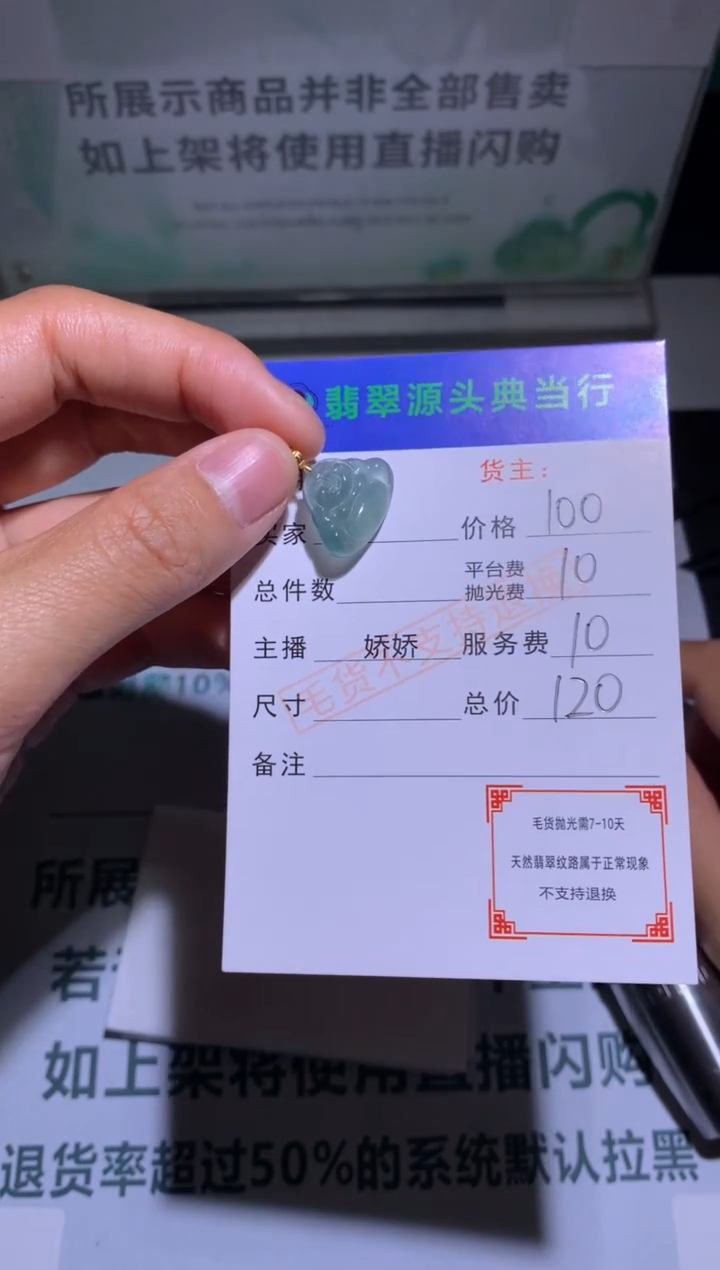 所展示商品并非全部售卖
如上架将使用直播闪购
翡翠源头典当行
货主:
买家
价格 100
总件数
平台费
抛光费 10
主播 娇娇
服务费 10
尺寸
总价 120
备注
毛货不支持退换
毛货抛光需7-10天
天然翡翠纹路属于正常现象
不支持退换
10%
所展
若
如上架将使用直播闪购
退货率超过50%的系统默认拉黑